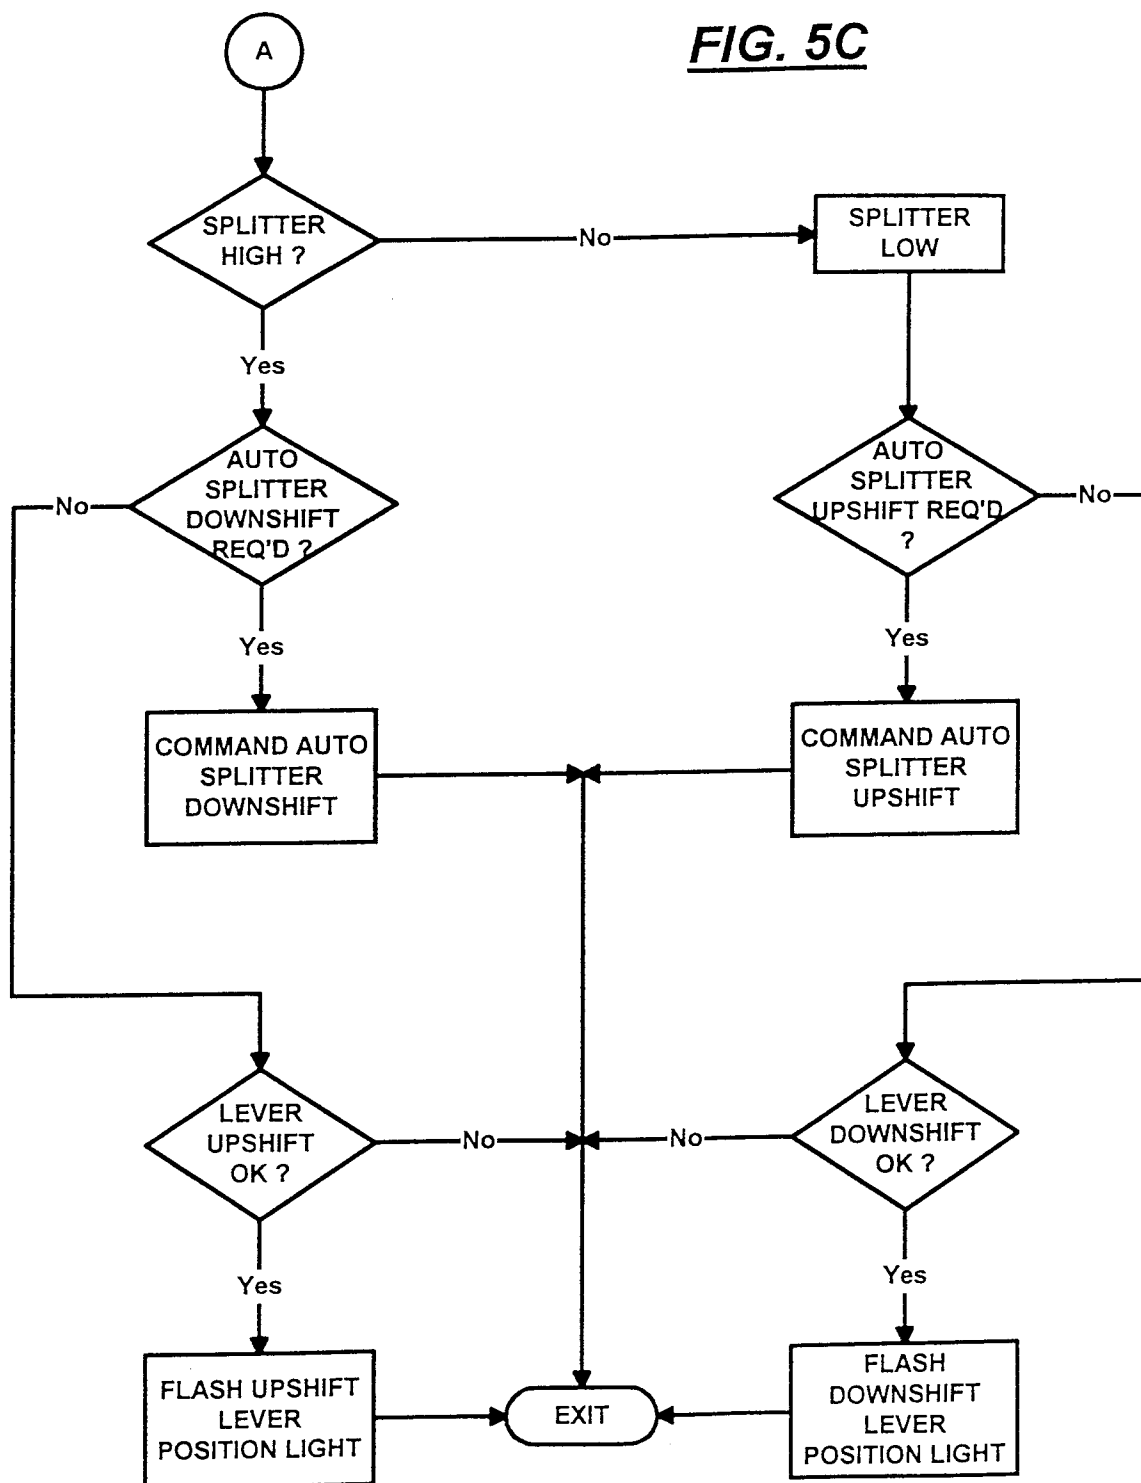 FIG. 5C
A
SPLITTER
HIGH ?
No
SPLITTER
LOW
Yes
AUTO
SPLITTER
DOWNSHIFT
REQ'D ?
No
AUTO
SPLITTER
UPSHIFT REQ'D
?
No
Yes
Yes
COMMAND AUTO
SPLITTER
DOWNSHIFT
COMMAND AUTO
SPLITTER
UPSHIFT
LEVER
UPSHIFT
OK ?
No
No
LEVER
DOWNSHIFT
OK ?
Yes
Yes
FLASH UPSHIFT
LEVER
POSITION LIGHT
EXIT
FLASH
DOWNSHIFT
LEVER
POSITION LIGHT